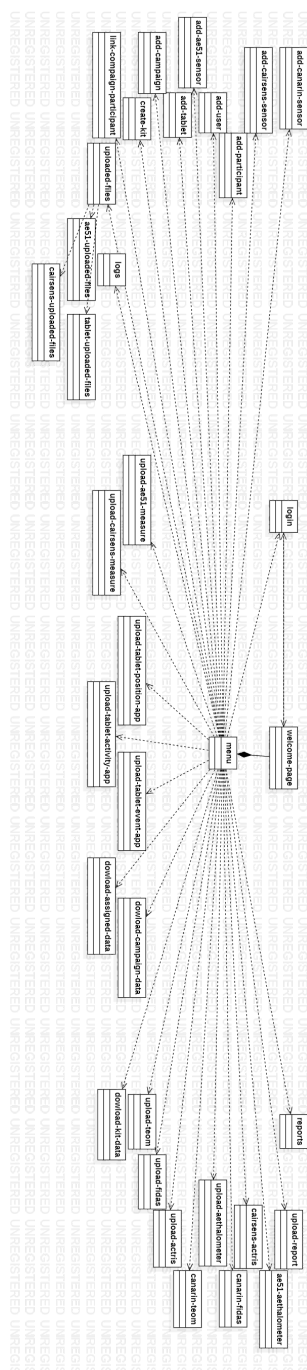 add-canarin-sensor
reports
upload-report
add-cairsens-sensor
login
welcome-page
ae51-aethalometer
add-participant
cairsens-actris
canarin-fidas
add-user
menu
upload-aethalometer
add-ae51-sensor
add-tablet
canarin-teom
add-campaign
upload-actris
create-kit
upload-fidas
link-compaign-participant
logs
upload-ae51-measure
upload-tablet-position-app
upload-tablet-event-app
dowload-campaign-data
upload-teom
uploaded-files
upload-cairsens-measure
dowload-kit-data
ae51-uploaded-files
tablet-uploaded-files
upload-tablet-activity-app
dowload-assigned-data
cairsens-uploaded-files